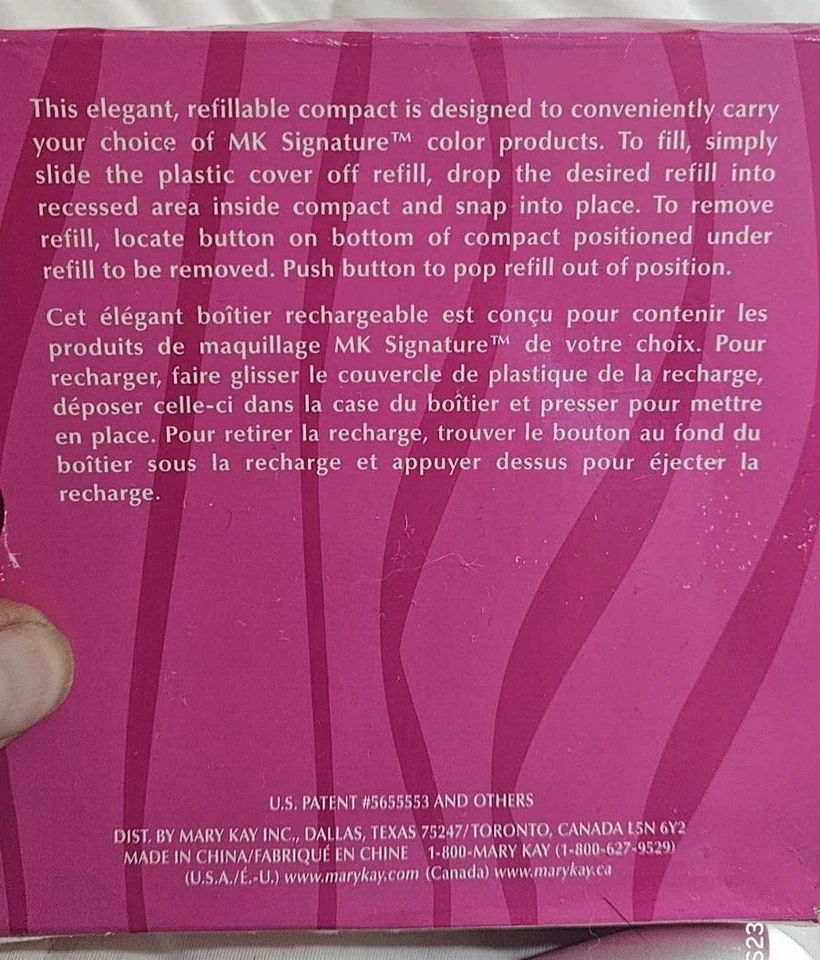 This elegant, refillable compact is designed to conveniently carry
your choice of MK Signature™ color products. To fill, simply
slide the plastic cover off refill, drop the desired refill into
recessed area inside compact and snap into place. To remove
refill, locate button on bottom of compact positioned under
refill to be removed. Push button to pop refill out of position.
Cet élégant boîtier rechargeable est conçu pour contenir les
produits de maquillage MK Signature™ de votre choix. Pour
recharger, faire glisser le couvercle de plastique de la recharge,
déposer celle-ci dans la case du boîtier et presser pour mettre
en place. Pour retirer la recharge, trouver le bouton au fond du
boîtier sous la recharge et appuyer dessus pour éjecter la
recharge.
U.S. PATENT #5655553 AND OTHERS
DIST. BY MARY KAY INC., DALLAS, TEXAS 75247/TORONTO, CANADA L5N 6Y2
MADE IN CHINA/FABRIQUÉ EN CHINE 1-800-MARY KAY (1-800-627-9529)
(U.S.A./É.-U.) www.marykay.com (Canada) www.marykay.ca